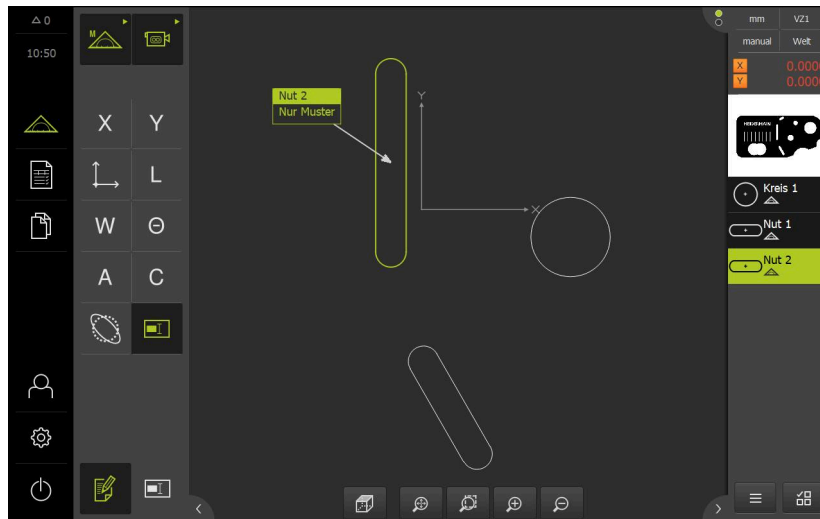 0
10:50
M
X
Y
L
W
Θ
A
C
Nut 2
Nur Muster
Y
X
mm
VZ1
manual
Welt
X 0.000
Y 0.000
HEIDENHAIN
Kreis 1
Nut 1
Nut 2